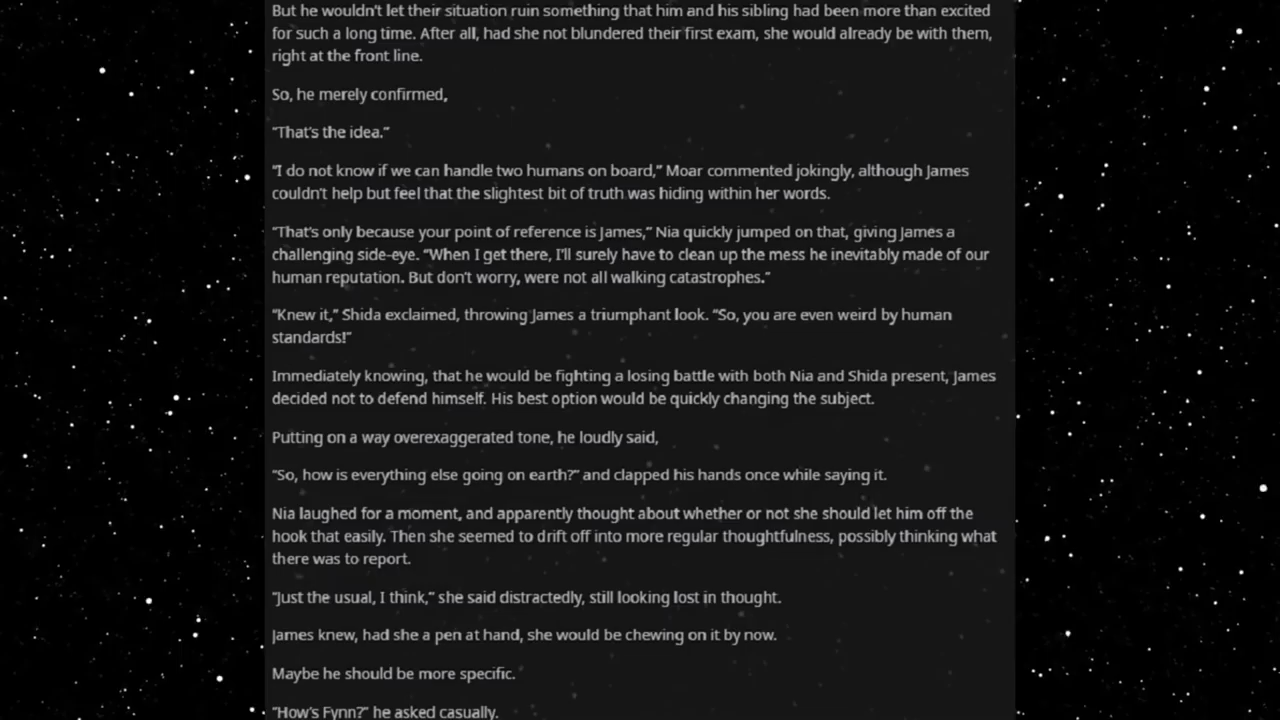 But he wouldn't let their situation ruin something that him and his sibling had been more than excited
for such a long time. After all, had she not blundered their first exam, she would already be with them,
right at the front line.
So, he merely confirmed,
“That's the idea.”
“I do not know if we can handle two humans on board,” Moar commented jokingly, although James
couldn't help but feel that the slightest bit of truth was hiding within her words.
“That's only because your point of reference is James,” Nia quickly jumped on that, giving James a
challenging side-eye. “When I get there, I'll surely have to clean up the mess he inevitably made of our
human reputation. But don't worry, were not all walking catastrophes.”
“Knew it,” Shida exclaimed, throwing James a triumphant look. “So, you are even weird by human
standards!”
Immediately knowing, that he would be fighting a losing battle with both Nia and Shida present, James
decided not to defend himself. His best option would be quickly changing the subject.
Putting on a way overexaggerated tone, he loudly said,
“So, how is everything else going on earth?” and clapped his hands once while saying it.
Nia laughed for a moment, and apparently thought about whether or not she should let him off the
hook that easily. Then she seemed to drift off into more regular thoughtfulness, possibly thinking what
there was to report.
“Just the usual, I think,” she said distractedly, still looking lost in thought.
James knew, had she a pen at hand, she would be chewing on it by now.
Maybe he should be more specific.
“How's Fynn?” he asked casually.